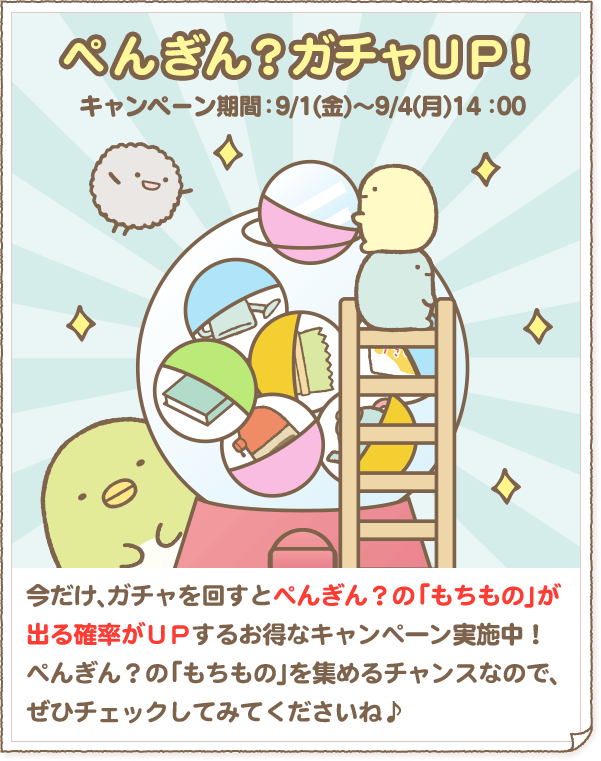 ぺんぎん？ガチャＵＰ！
キャンペーン期間：9/1(金)～9/4(月)14：00
今だけ、ガチャを回すとぺんぎん？の「もちもの」が
出る確率がＵＰするお得なキャンペーン実施中！
ぺんぎん？の「もちもの」を集めるチャンスなので、
ぜひチェックしてみてくださいね♪